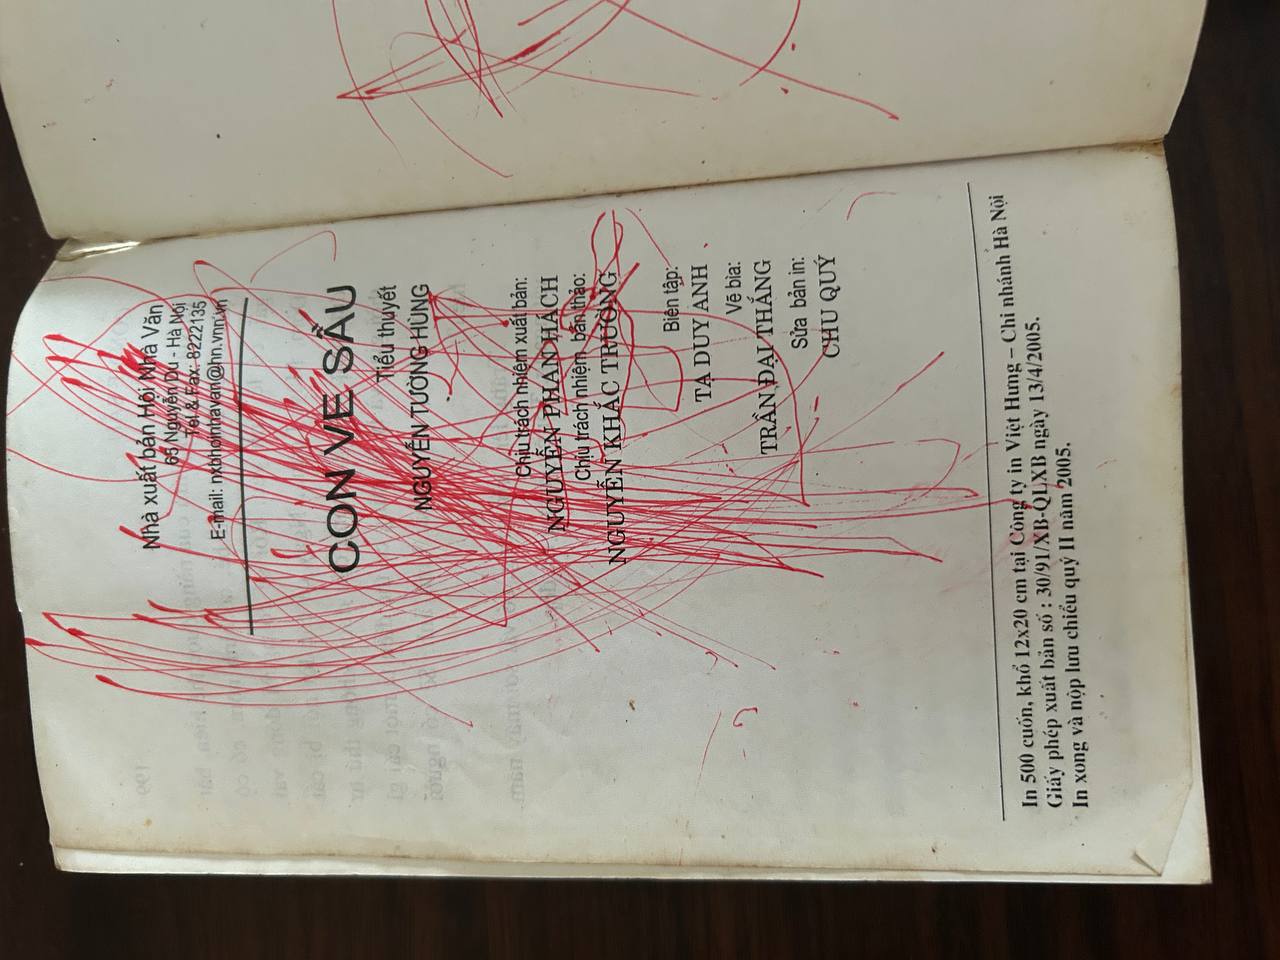 Nhà xuất bản Hội Nhà Văn
65 Nguyễn Du - Hà Nội
Tel & Fax: 8222135
E-mail: nxbhoinhavan@hn.vnn.vn
CON VE SẦU
Tiểu thuyết
NGUYỄN TƯỜNG HÙNG
Chịu trách nhiệm xuất bản:
NGUYỄN PHAN HÁCH
Chịu trách nhiệm bản thảo:
NGUYỄN KHẮC TRƯỜNG
Biên tập:
TẠ DUY ANH
Vẽ bìa:
TRẦN ĐẠI THẮNG
Sửa bản in:
CHU QUÝ
In 500 cuốn, khổ 12x20 cm tại Công ty in Việt Hưng – Chi nhánh Hà Nội
Giấy phép xuất bản số : 30/91/XB-QLXB ngày 13/4/2005.
In xong và nộp lưu chiểu quý II năm 2005.